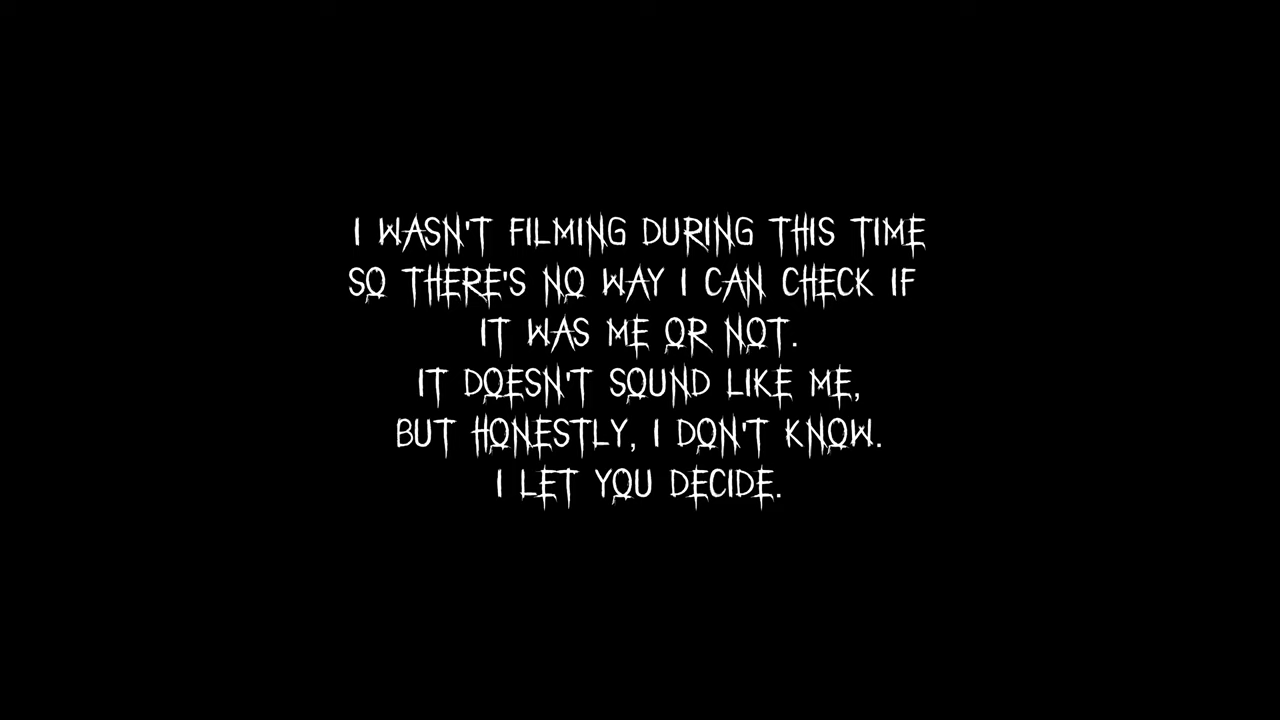 I WASN'T FILMING DURING THIS TIME
SO THERE'S NO WAY I CAN CHECK IF
IT WAS ME OR NOT.
IT DOESN'T SOUND LIKE ME,
BUT HONESTLY, I DON'T KNOW.
I LET YOU DECIDE.